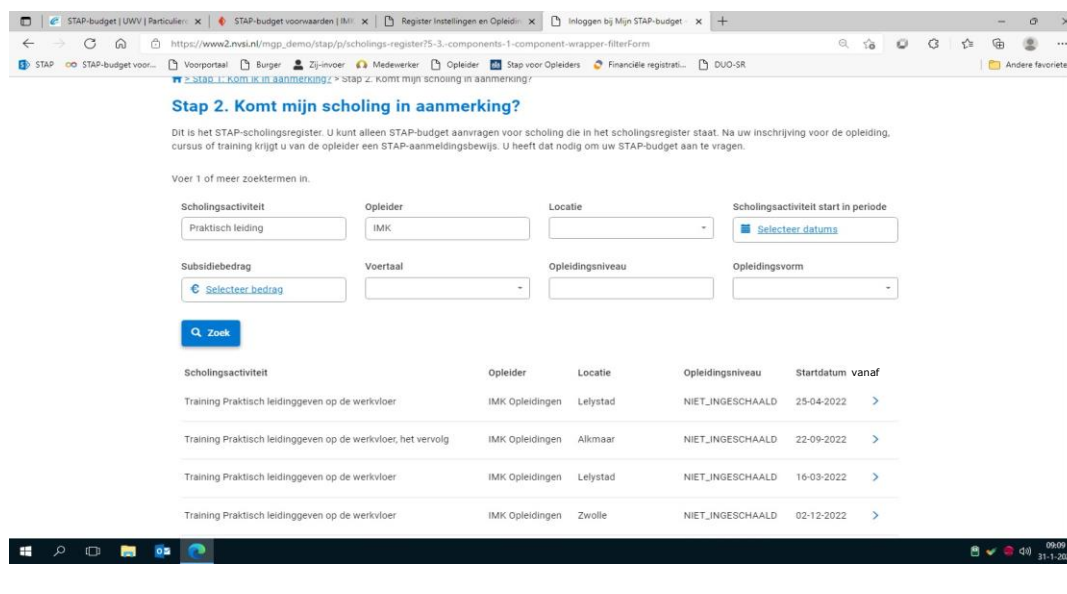 STAP-budget | UWV | Particulier
STAP-budget voorwaarden | IM
Register Instellingen en Opleidin
Inloggen bij Mijn STAP-budget -
https://www2.nvsi.nl/mgp_demo/stap/p/scholings-register?5-3.-components-1-component-wrapper-filterForm
STAP
STAP-budget voor...
Voorportaal
Burger
Zij-invoer
Medewerker
Opleider
Stap voor Opleiders
Financiële registrati...
DUO-SR
Andere favoriete
> Stap 1. Kom ik in aanmerking? > Stap 2. Komt mijn scholing in aanmerking?
Stap 2. Komt mijn scholing in aanmerking?
Dit is het STAP-scholingsregister. U kunt alleen STAP-budget aanvragen voor scholing die in het scholingsregister staat. Na uw inschrijving voor de opleiding,
cursus of training krijgt u van de opleider een STAP-aanmeldingsbewijs. U heeft dat nodig om uw STAP-budget aan te vragen.
Voer 1 of meer zoektermen in.
Scholingsactiviteit Opleider Locatie Scholingsactiviteit start in periode
Praktisch leiding IMK Selecteer datums
Subsidiebedrag Voertaal Opleidingsniveau Opleidingsvorm
€ Selecteer bedrag
Zoek
Scholingsactiviteit Opleider Locatie Opleidingsniveau Startdatum vanaf
Training Praktisch leidinggeven op de werkvloer IMK Opleidingen Lelystad NIET_INGESCHAALD 25-04-2022
Training Praktisch leidinggeven op de werkvloer, het vervolg IMK Opleidingen Alkmaar NIET_INGESCHAALD 22-09-2022
Training Praktisch leidinggeven op de werkvloer IMK Opleidingen Lelystad NIET_INGESCHAALD 16-03-2022
Training Praktisch leidinggeven op de werkvloer IMK Opleidingen Zwolle NIET_INGESCHAALD 02-12-2022
09:09
31-1-20